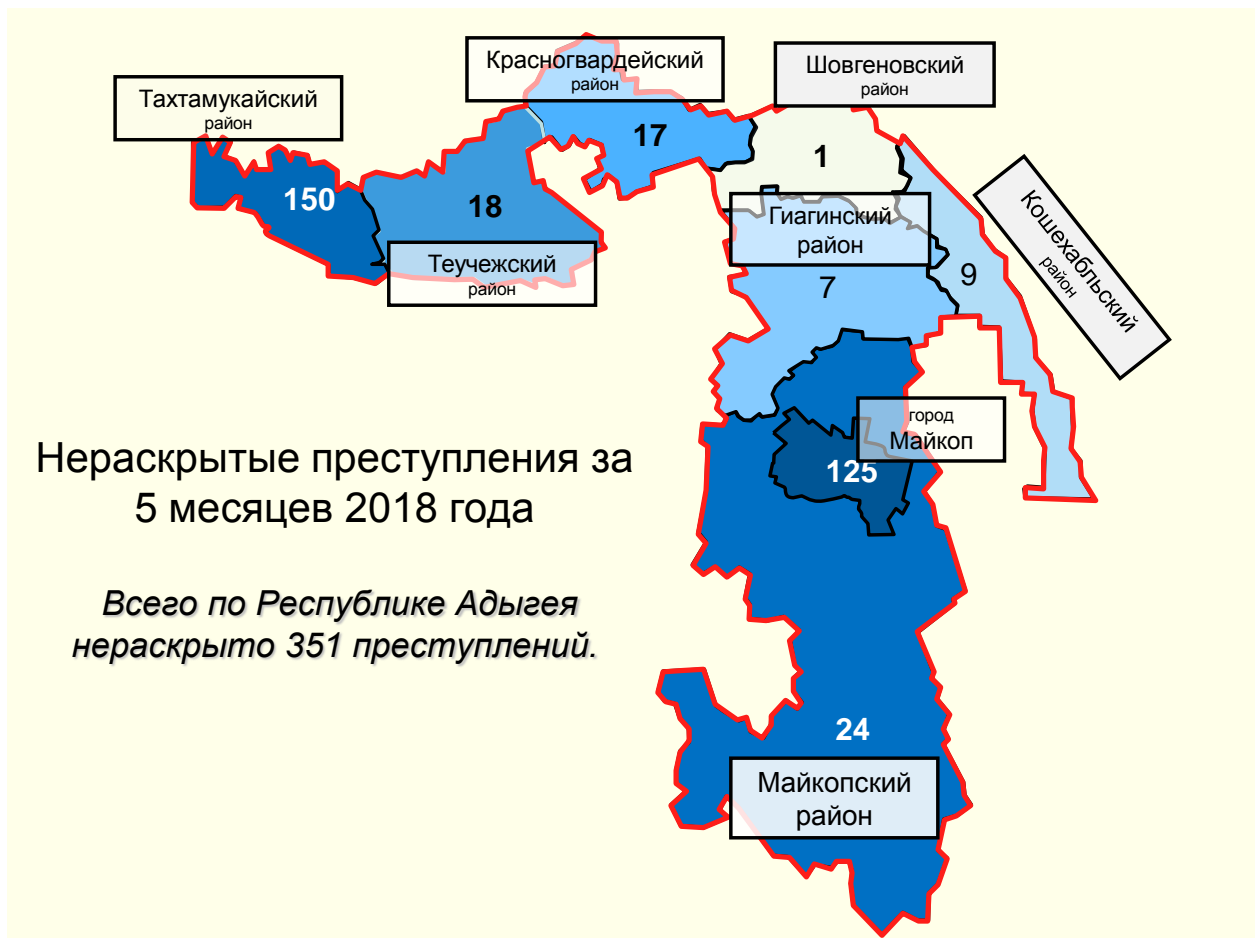 Красногвардейский
район
Шовгеновский
район
Тахтамукайский
район
17
1
150
18
Кошехабльский
район
Гиагинский
район
Теучежский
район
7
9
город
Майкоп
125
Нераскрытые преступления за
5 месяцев 2018 года
Всего по Республике Адыгея
нераскрыто 351 преступлений.
24
Майкопский
район